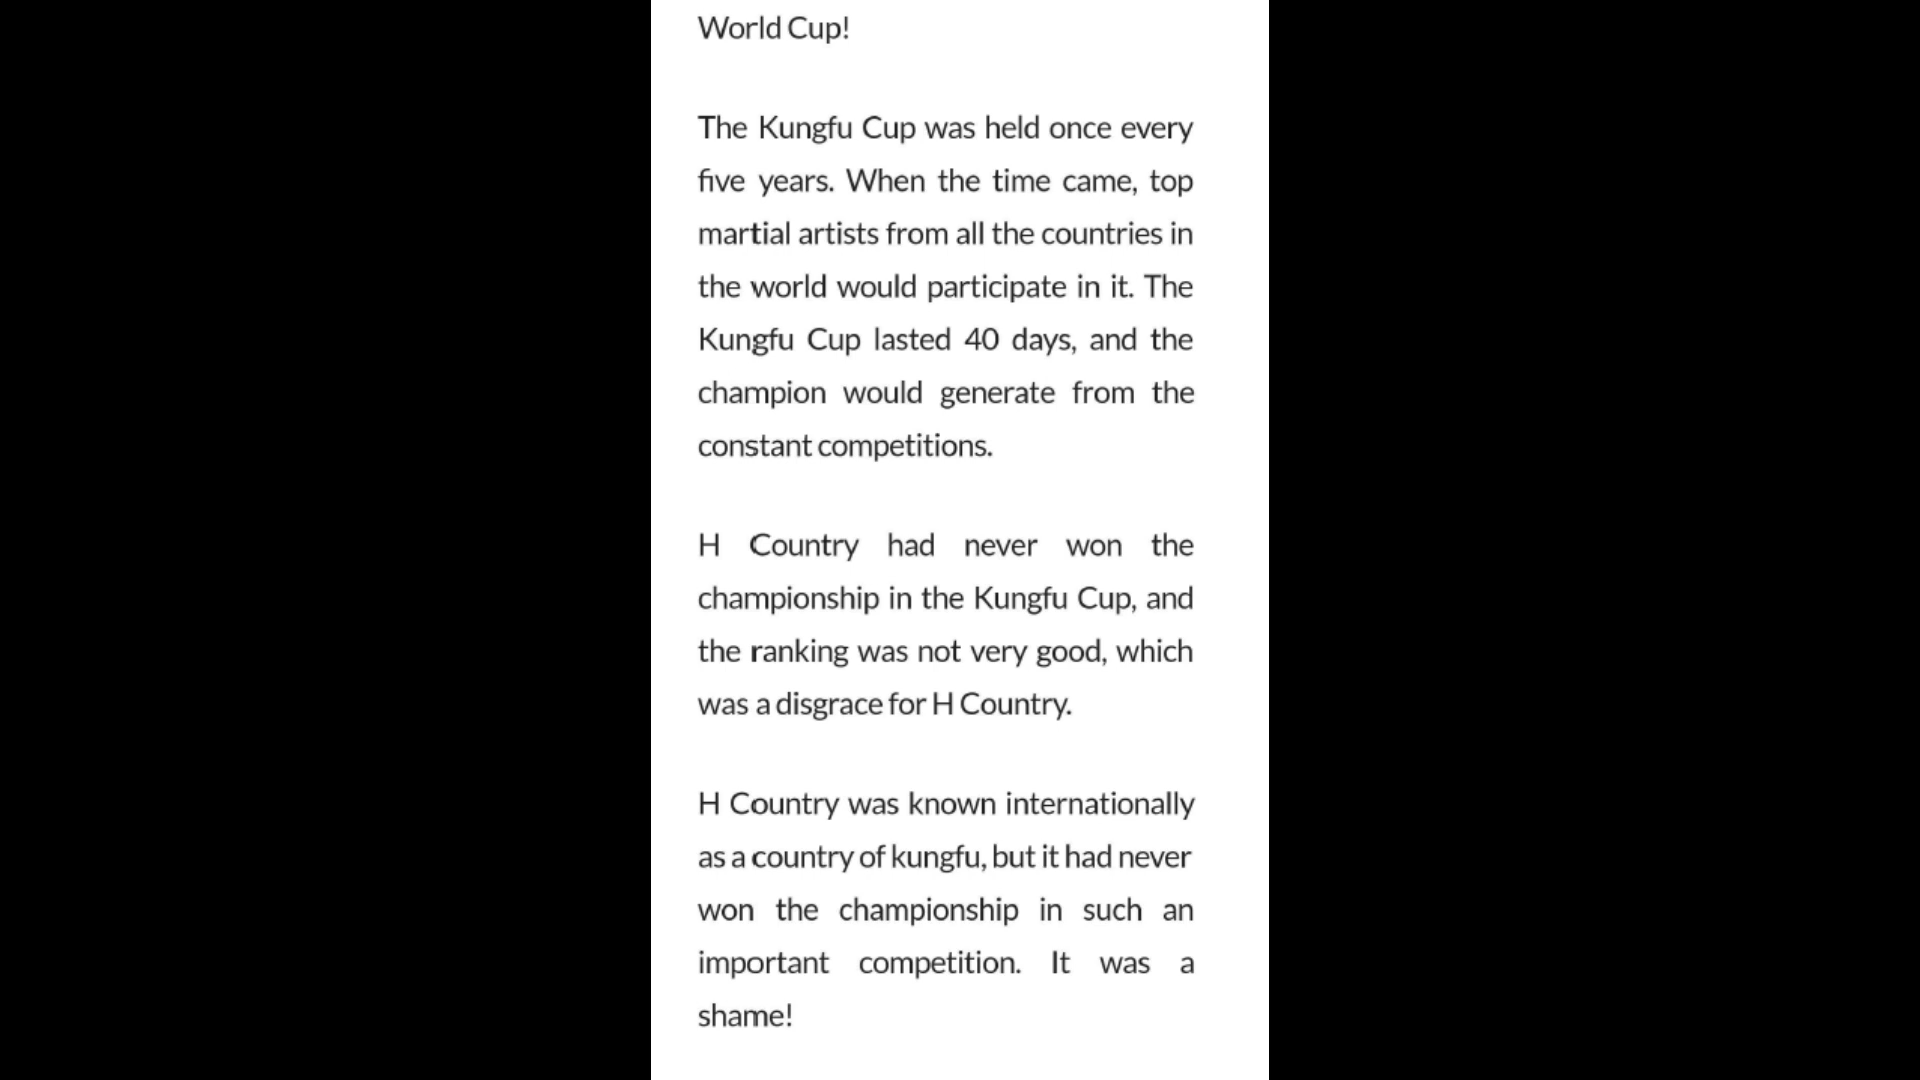 World Cup!
The Kungfu Cup was held once every
five years. When the time came, top
martial artists from all the countries in
the world would participate in it. The
Kungfu Cup lasted 40 days, and the
champion would generate from the
constant competitions.
H Country had never won the
championship in the Kungfu Cup, and
the ranking was not very good, which
was a disgrace for H Country.
H Country was known internationally
as a country of kungfu, but it had never
won the championship in such an
important competition. It was a
shame!